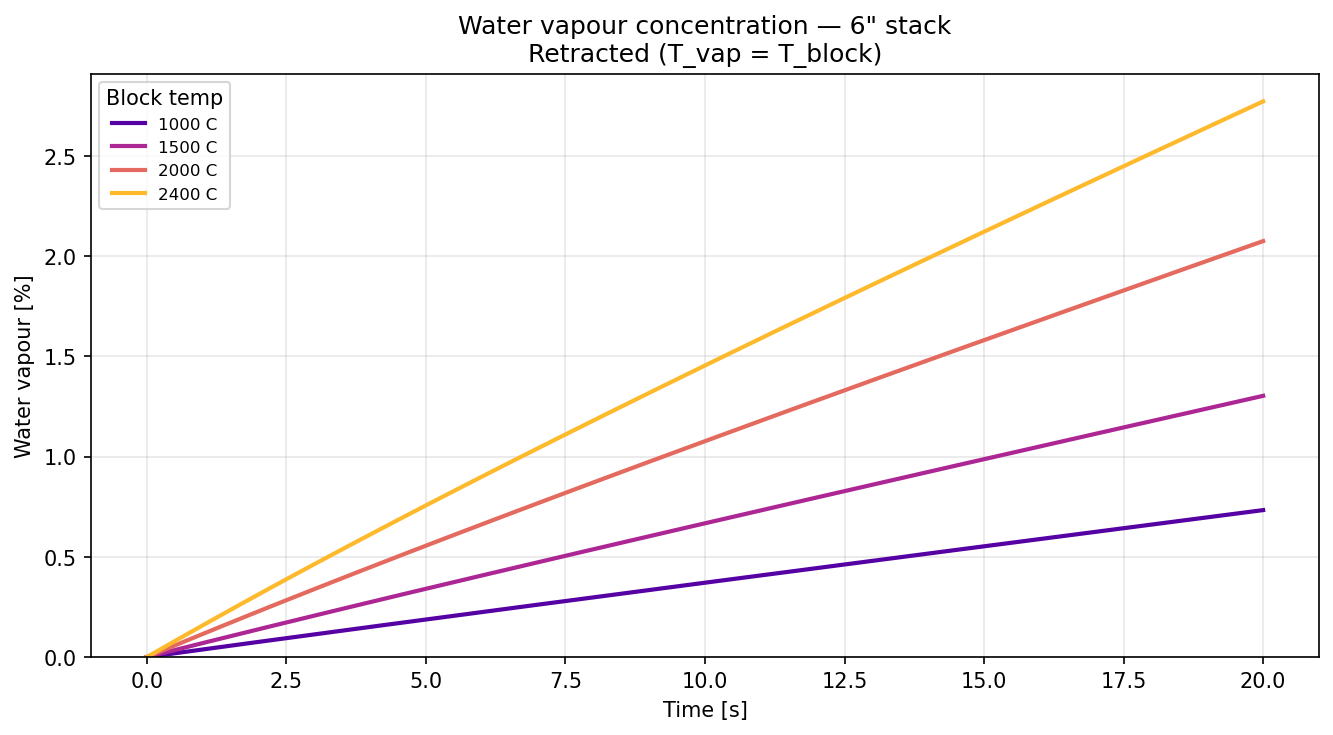 Water vapour concentration — 6" stack
Retracted (T_vap = T_block)
Block temp
1000 C
1500 C
2000 C
2400 C
Water vapour [%]
2.5
2.0
1.5
1.0
0.5
0.0
0.0 2.5 5.0 7.5 10.0 12.5 15.0 17.5 20.0
Time [s]